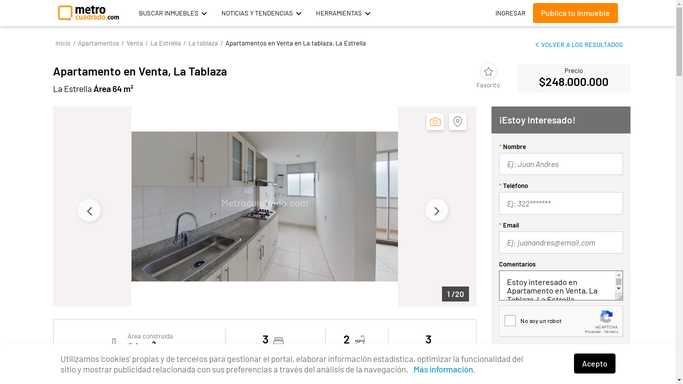 metro
cuadrado.com
BUSCAR INMUEBLES
NOTICIAS Y TENDENCIAS
HERRAMIENTAS
INGRESAR
Publica tu Inmueble
Inicio / Apartamentos / Venta / La Estrella / La tablaza / Apartamentos en Venta en La tablaza, La Estrella
VOLVER A LOS RESULTADOS
Apartamento en Venta, La Tablaza
La Estrella Área 64 m²
Favorito
Precio
$248.000.000
Metrocuadrado.com
1 / 20
¡Estoy Interesado!
* Nombre
Ej: Juan Andres
* Teléfono
Ej: 322*******
* Email
Ej: juanandres@email.com
Comentarios
Estoy interesado en
Apartamento en Venta, La
Tablaza, La Estrella
No soy un robot
reCAPTCHA
Privacidad - Términos
Área construida
3
2
3
Utilizamos 'cookies' propias y de terceros para gestionar el portal, elaborar información estadística, optimizar la funcionalidad del
sitio y mostrar publicidad relacionada con sus preferencias a través del análisis de la navegación. Más información.
Acepto